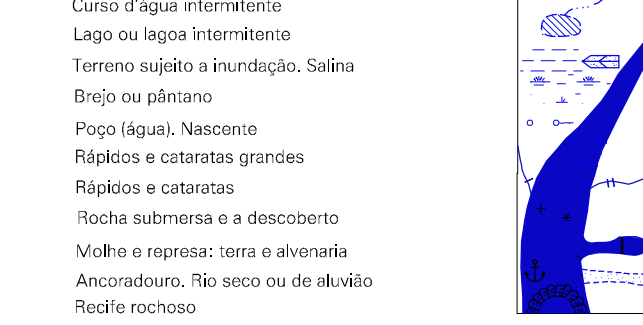 Curso d'água intermitente
Lago ou lagoa intermitente
Terreno sujeito a inundação. Salina
Brejo ou pântano
Poço (água). Nascente
Rápidos e cataratas grandes
Rápidos e cataratas
Rocha submersa e a descoberto
Molhe e represa: terra e alvenaria
Ancoradouro. Rio seco ou de aluvião
Recife rochoso